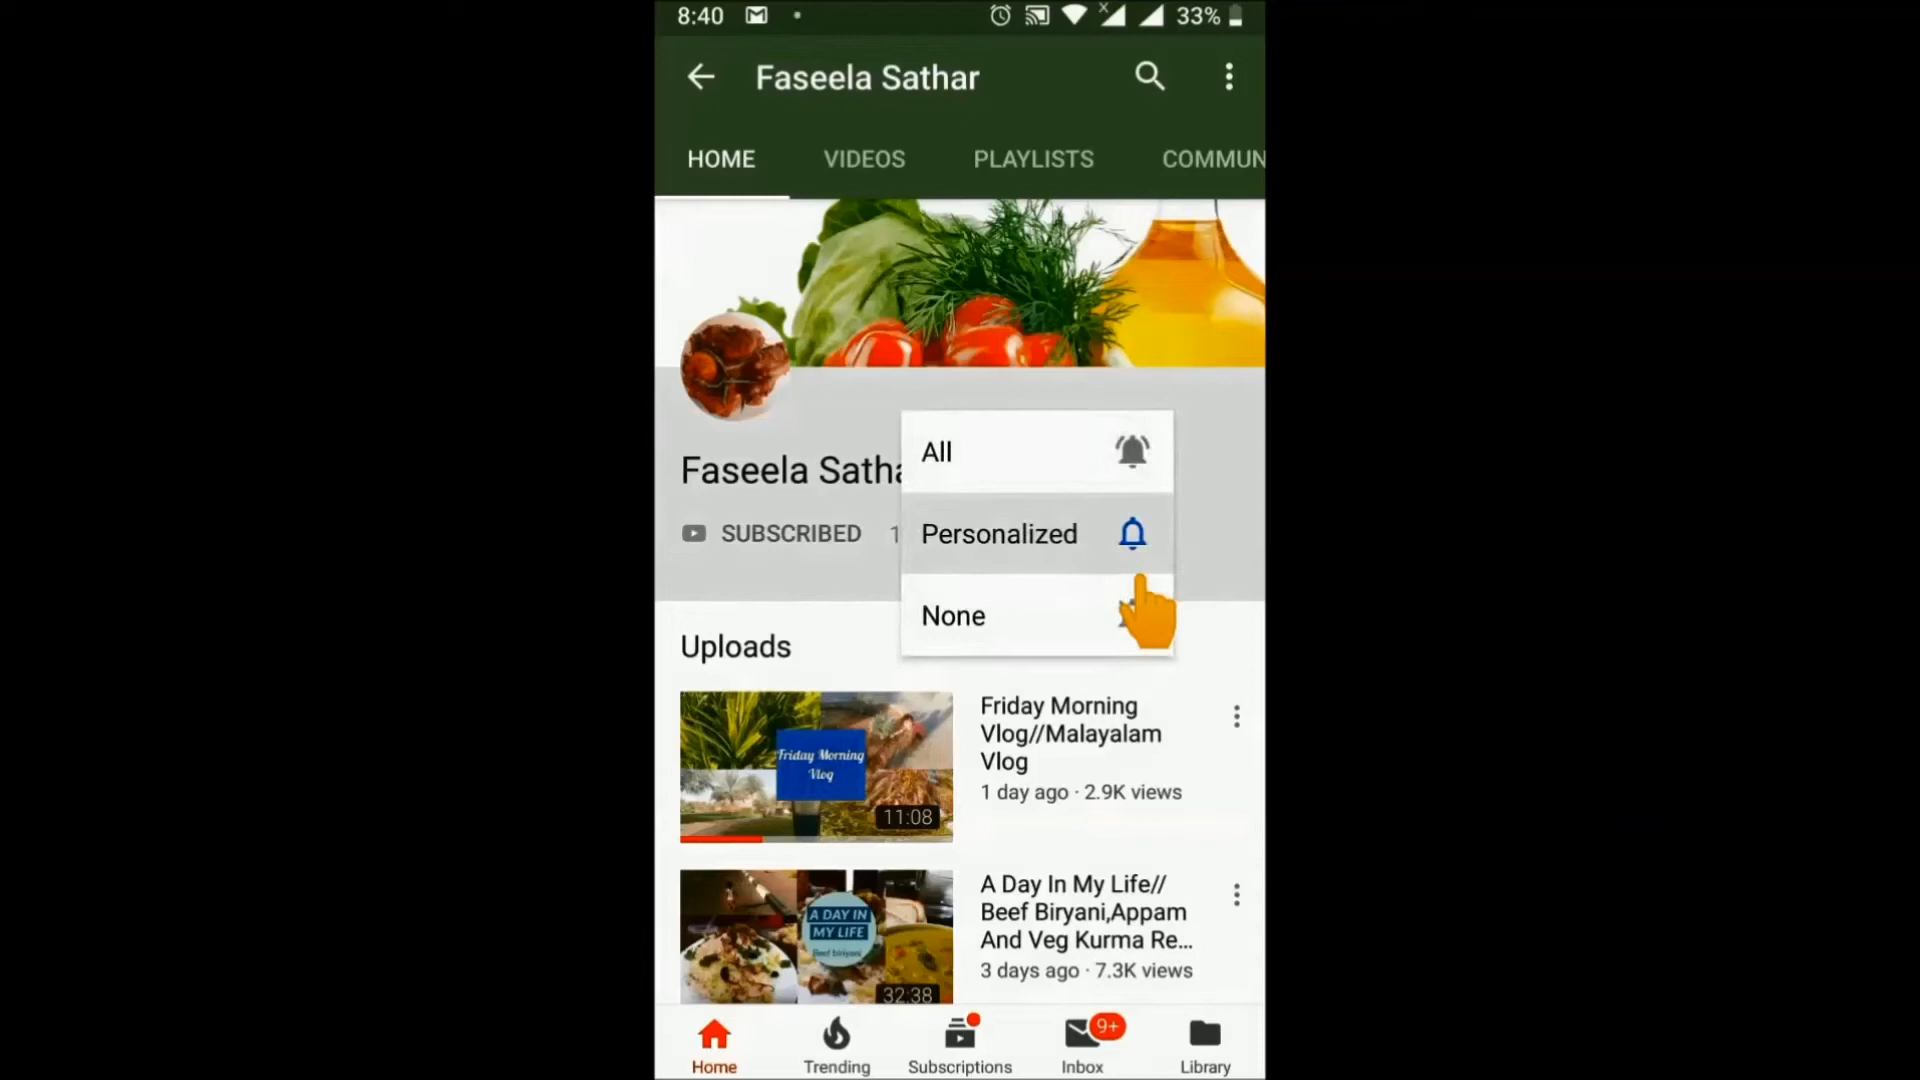 8:40
33%
Faseela Sathar
HOME VIDEOS PLAYLISTS COMMUN
All
Faseela Satha
Personalized
SUBSCRIBED 1
None
Uploads
Friday Morning
Vlog//Malayalam
Vlog
1 day ago · 2.9K views
Friday Morning
Vlog
11:08
A Day In My Life//
Beef Biryani,Appam
And Veg Kurma Re...
3 days ago · 7.3K views
A DAY IN
MY LIFE
Beef biriyani
32:38
9+
Home Trending Subscriptions Inbox Library